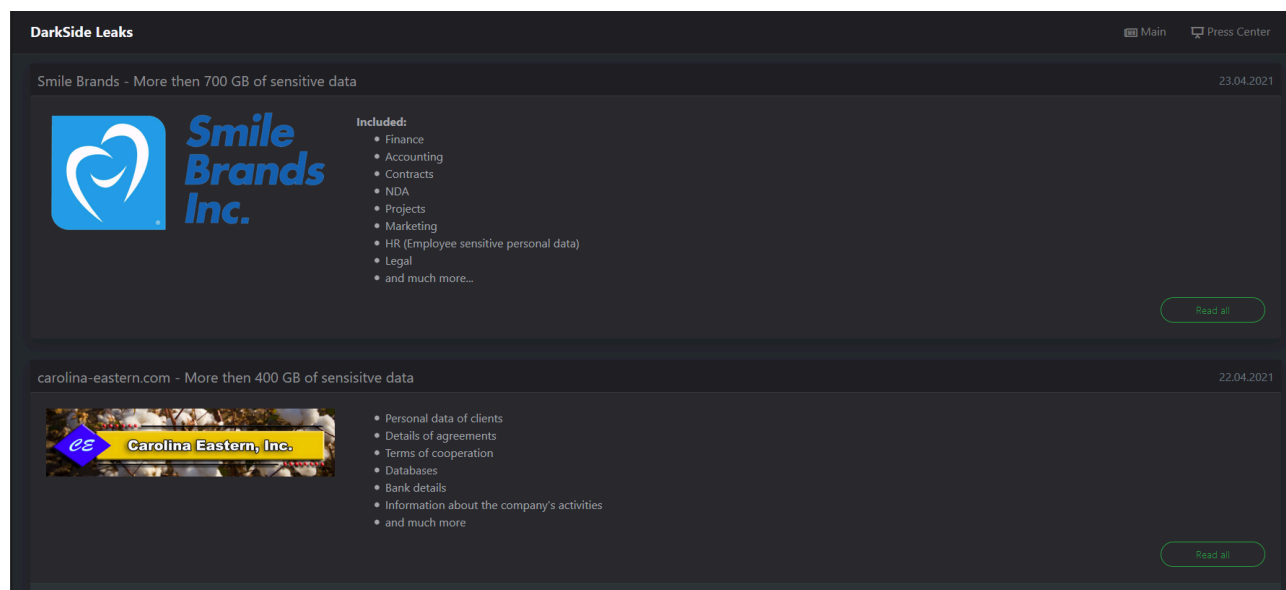 DarkSide Leaks
Main
Press Center
Smile Brands - More then 700 GB of sensitive data
23.04.2021
Smile
Brands
Inc.
Included:
Finance
Accounting
Contracts
NDA
Projects
Marketing
HR (Employee sensitive personal data)
Legal
and much more...
Read all
carolina-eastern.com - More then 400 GB of sensisitve data
22.04.2021
CE Carolina Eastern, Inc.
Personal data of clients
Details of agreements
Terms of cooperation
Databases
Bank details
Information about the company's activities
and much more
Read all